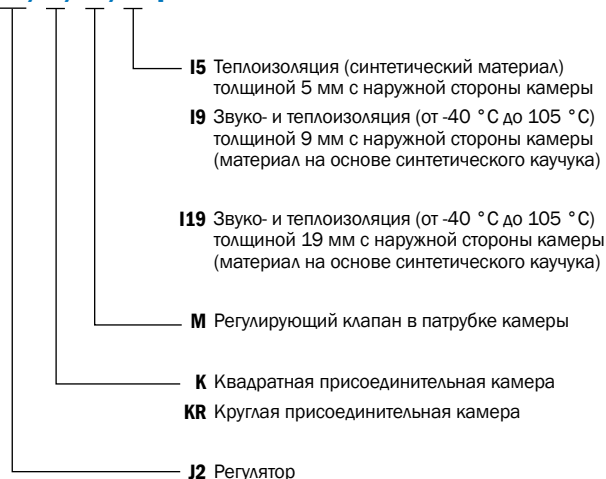 I5 Теплоизоляция (синтетический материал)
толщиной 5 мм с наружной стороны камеры
I9 Звуко- и теплоизоляция (от -40 °C до 105 °C)
толщиной 9 мм с наружной стороны камеры
(материал на основе синтетического каучука)
I19 Звуко- и теплоизоляция (от -40 °C до 105 °C)
толщиной 19 мм с наружной стороны камеры
(материал на основе синтетического каучука)
M Регулирующий клапан в патрубке камеры
K Квадратная присоединительная камера
KR Круглая присоединительная камера
J2 Регулятор